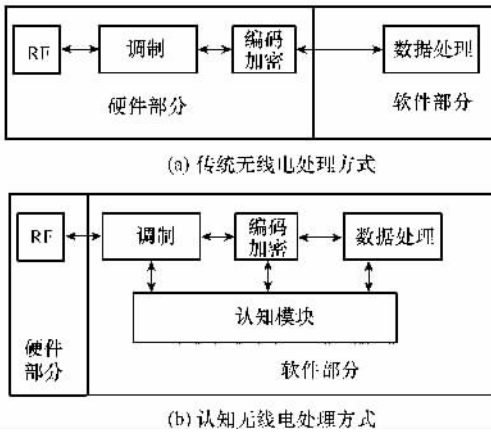 RF
调制
编码
加密
数据处理
硬件部分
软件部分
(a) 传统无线电处理方式
RF
调制
编码
加密
数据处理
认知模块
硬件
部分
软件部分
(b) 认知无线电处理方式